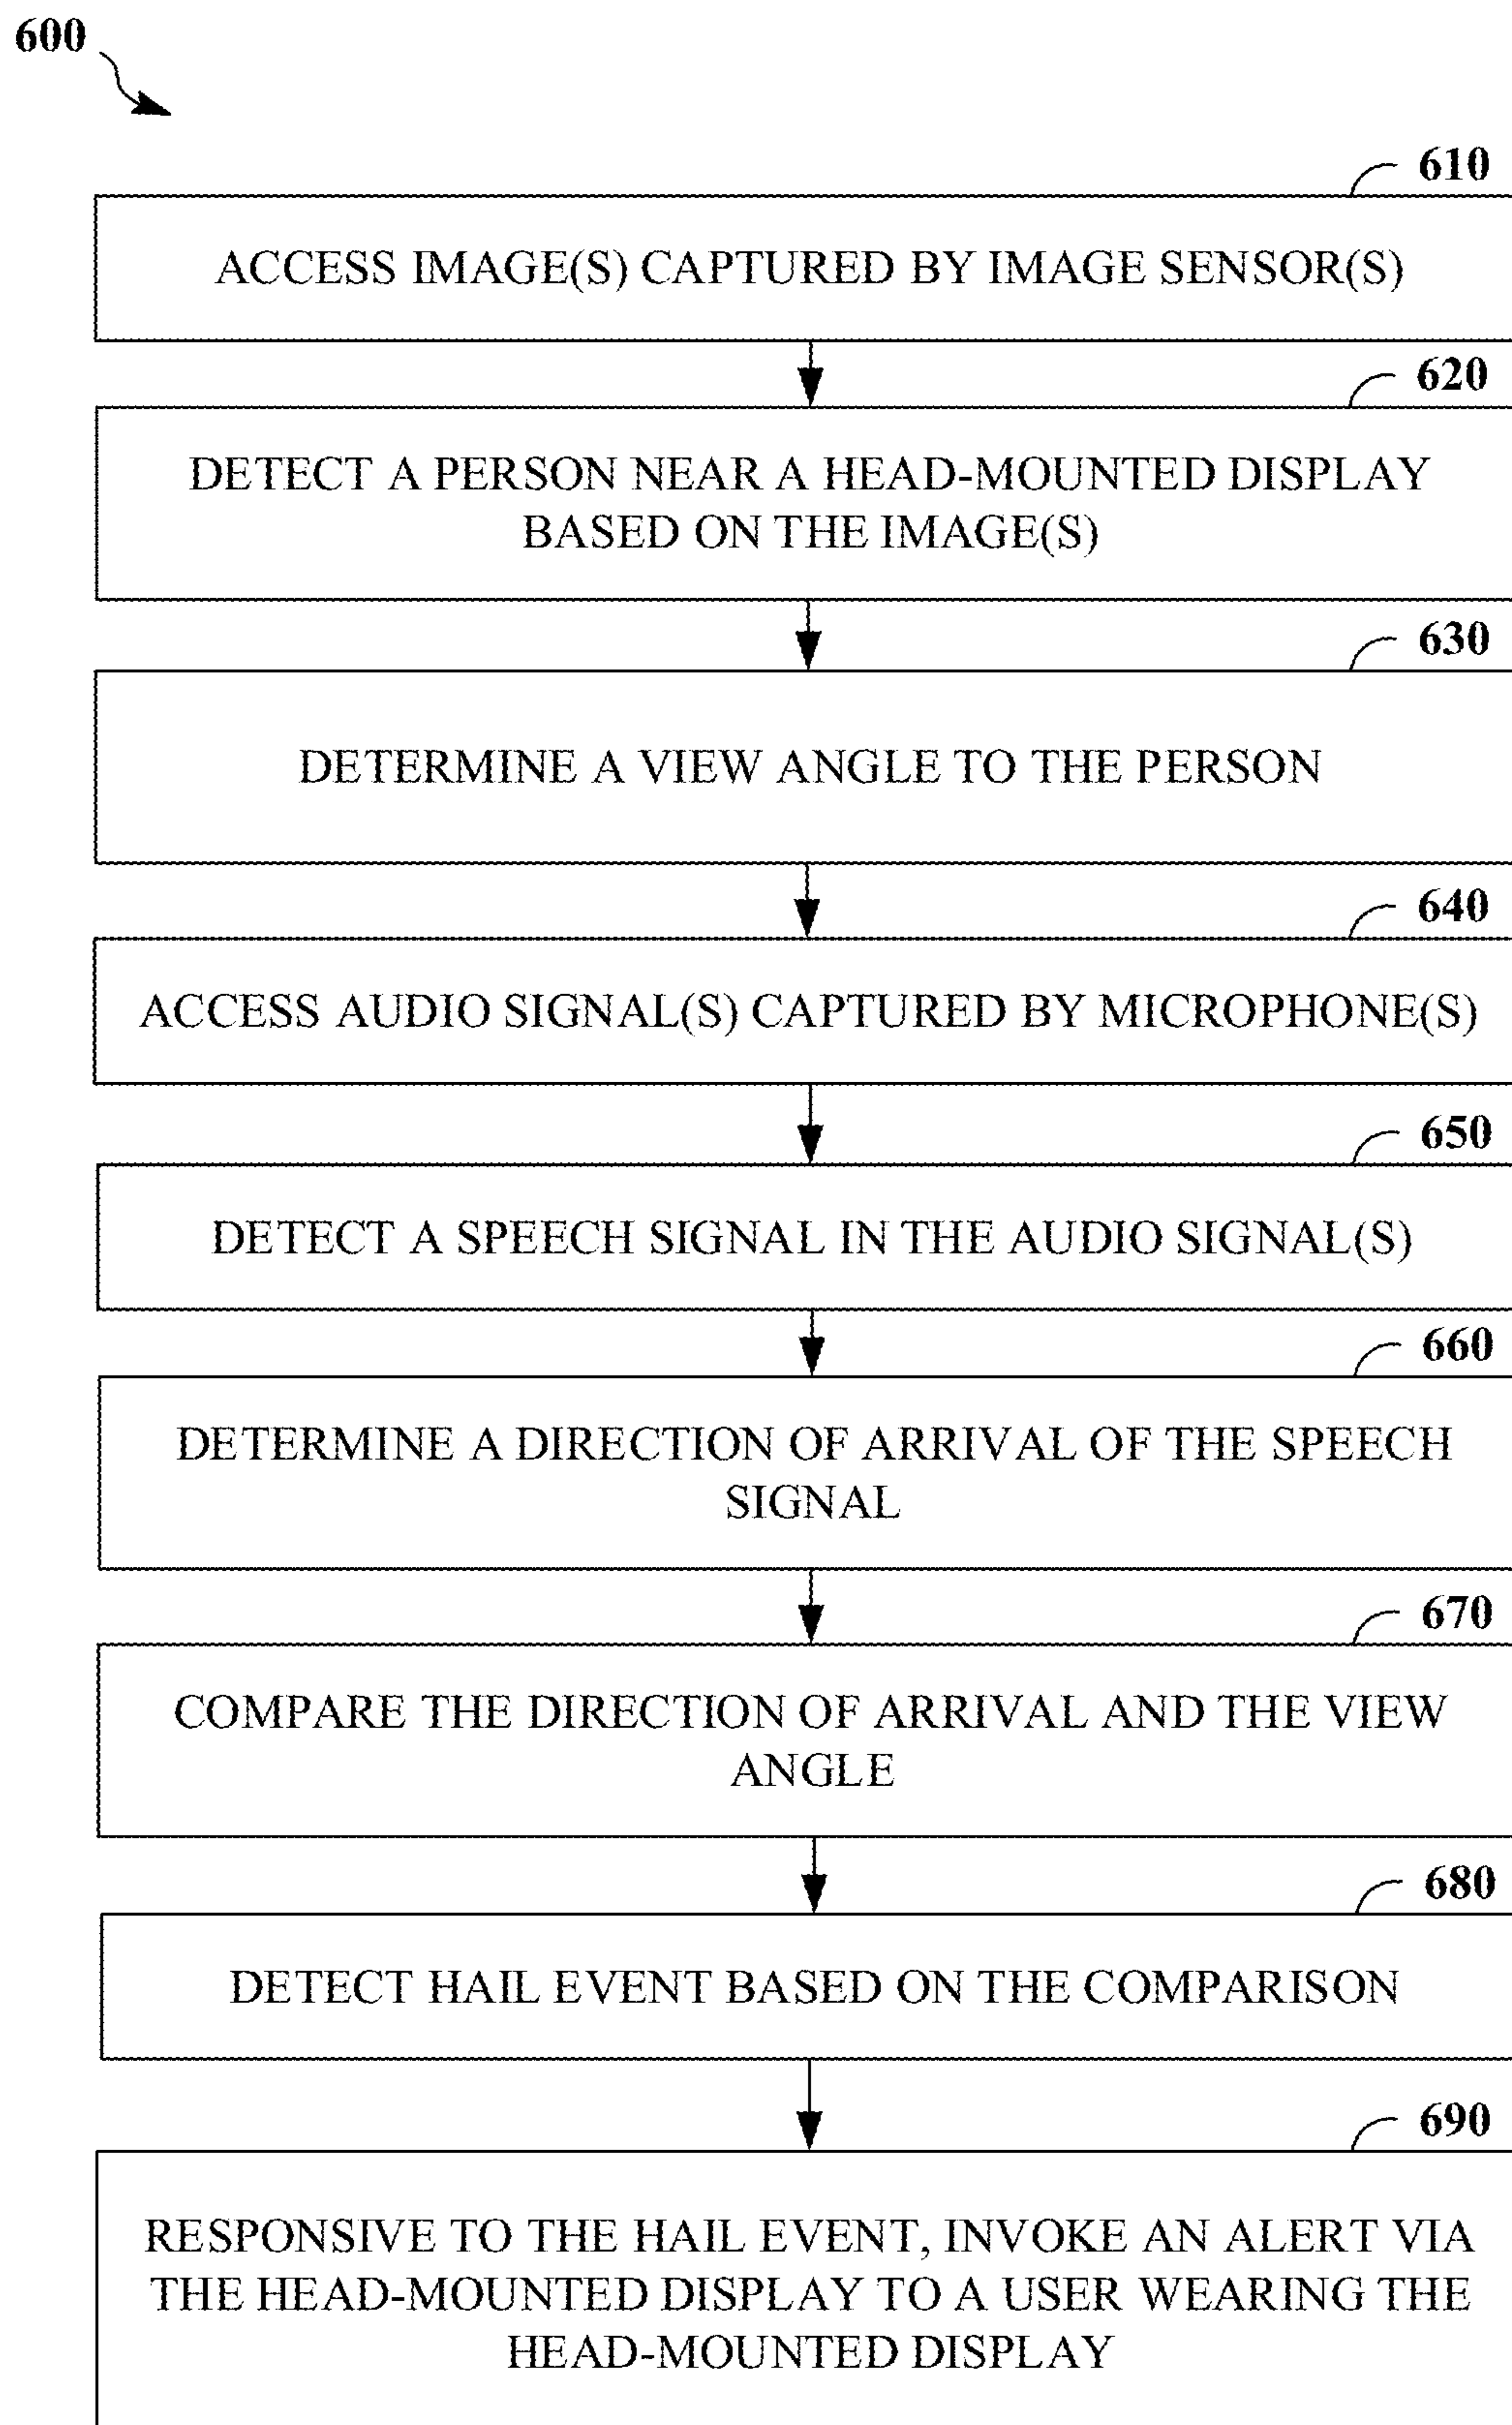 600
610
ACCESS IMAGE(S) CAPTURED BY IMAGE SENSOR(S)
620
DETECT A PERSON NEAR A HEAD-MOUNTED DISPLAY
BASED ON THE IMAGE(S)
630
DETERMINE A VIEW ANGLE TO THE PERSON
640
ACCESS AUDIO SIGNAL(S) CAPTURED BY MICROPHONE(S)
650
DETECT A SPEECH SIGNAL IN THE AUDIO SIGNAL(S)
660
DETERMINE A DIRECTION OF ARRIVAL OF THE SPEECH
SIGNAL
670
COMPARE THE DIRECTION OF ARRIVAL AND THE VIEW
ANGLE
680
DETECT HAIL EVENT BASED ON THE COMPARISON
690
RESPONSIVE TO THE HAIL EVENT, INVOKE AN ALERT VIA
THE HEAD-MOUNTED DISPLAY TO A USER WEARING THE
HEAD-MOUNTED DISPLAY